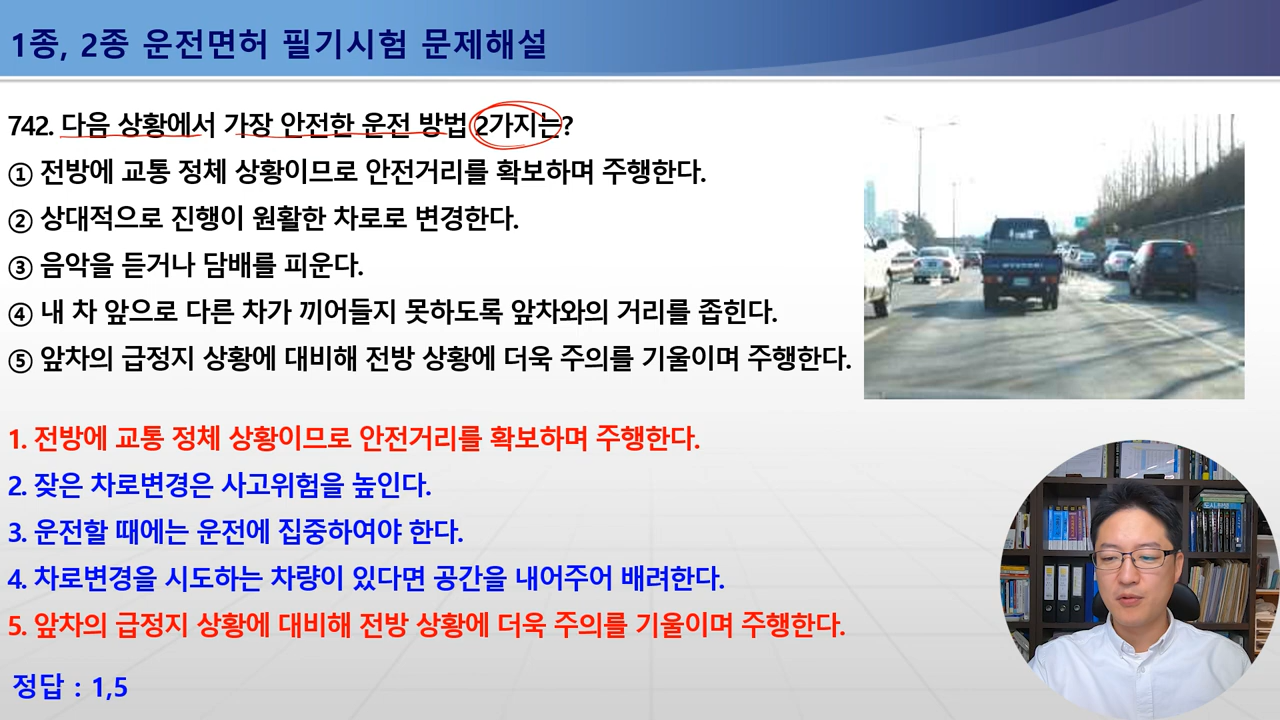 1종, 2종 운전면허 필기시험 문제해설
742. 다음 상황에서 가장 안전한 운전 방법 2가지는?
① 전방에 교통 정체 상황이므로 안전거리를 확보하며 주행한다.
② 상대적으로 진행이 원활한 차로로 변경한다.
③ 음악을 듣거나 담배를 피운다.
④ 내 차 앞으로 다른 차가 끼어들지 못하도록 앞차와의 거리를 좁힌다.
⑤ 앞차의 급정지 상황에 대비해 전방 상황에 더욱 주의를 기울이며 주행한다.
1. 전방에 교통 정체 상황이므로 안전거리를 확보하며 주행한다.
2. 잦은 차로변경은 사고위험을 높인다.
3. 운전할 때에는 운전에 집중하여야 한다.
4. 차로변경을 시도하는 차량이 있다면 공간을 내어주어 배려한다.
5. 앞차의 급정지 상황에 대비해 전방 상황에 더욱 주의를 기울이며 주행한다.
정답 : 1,5